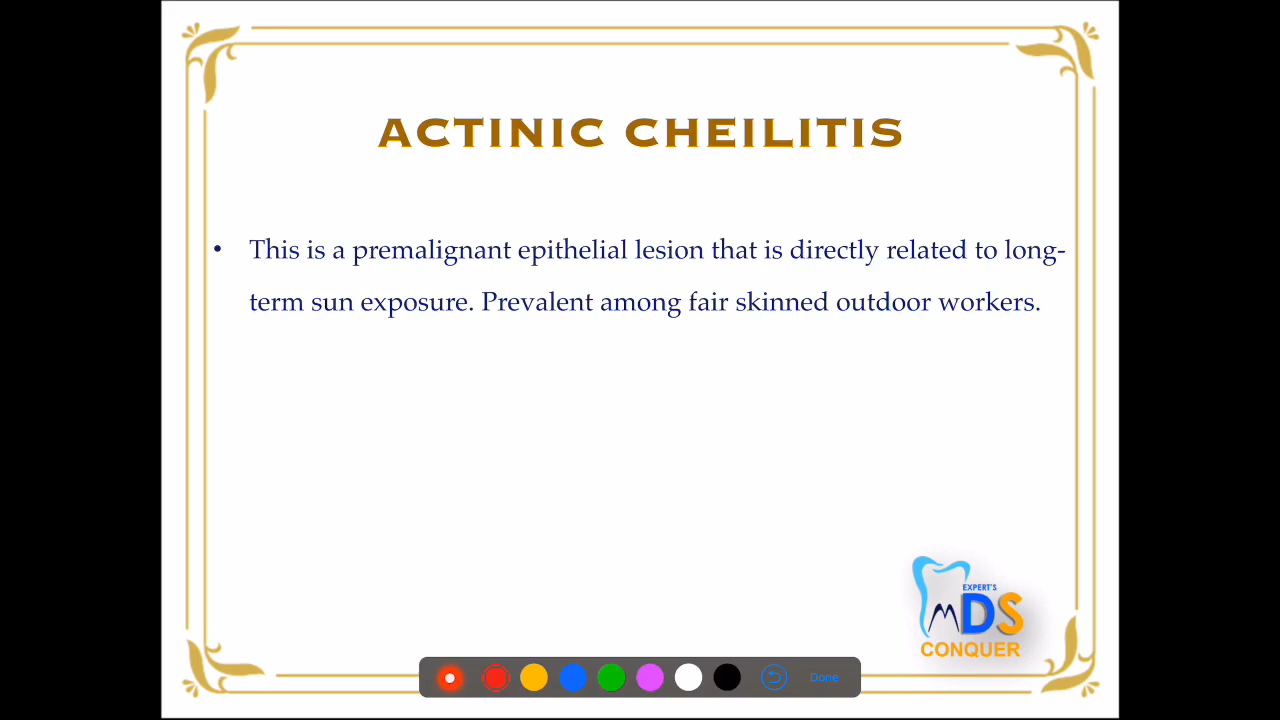 ACTINIC CHEILITIS
• This is a premalignant epithelial lesion that is directly related to long-
term sun exposure. Prevalent among fair skinned outdoor workers.
EXPERT'S
MDS
CONQUER
Done